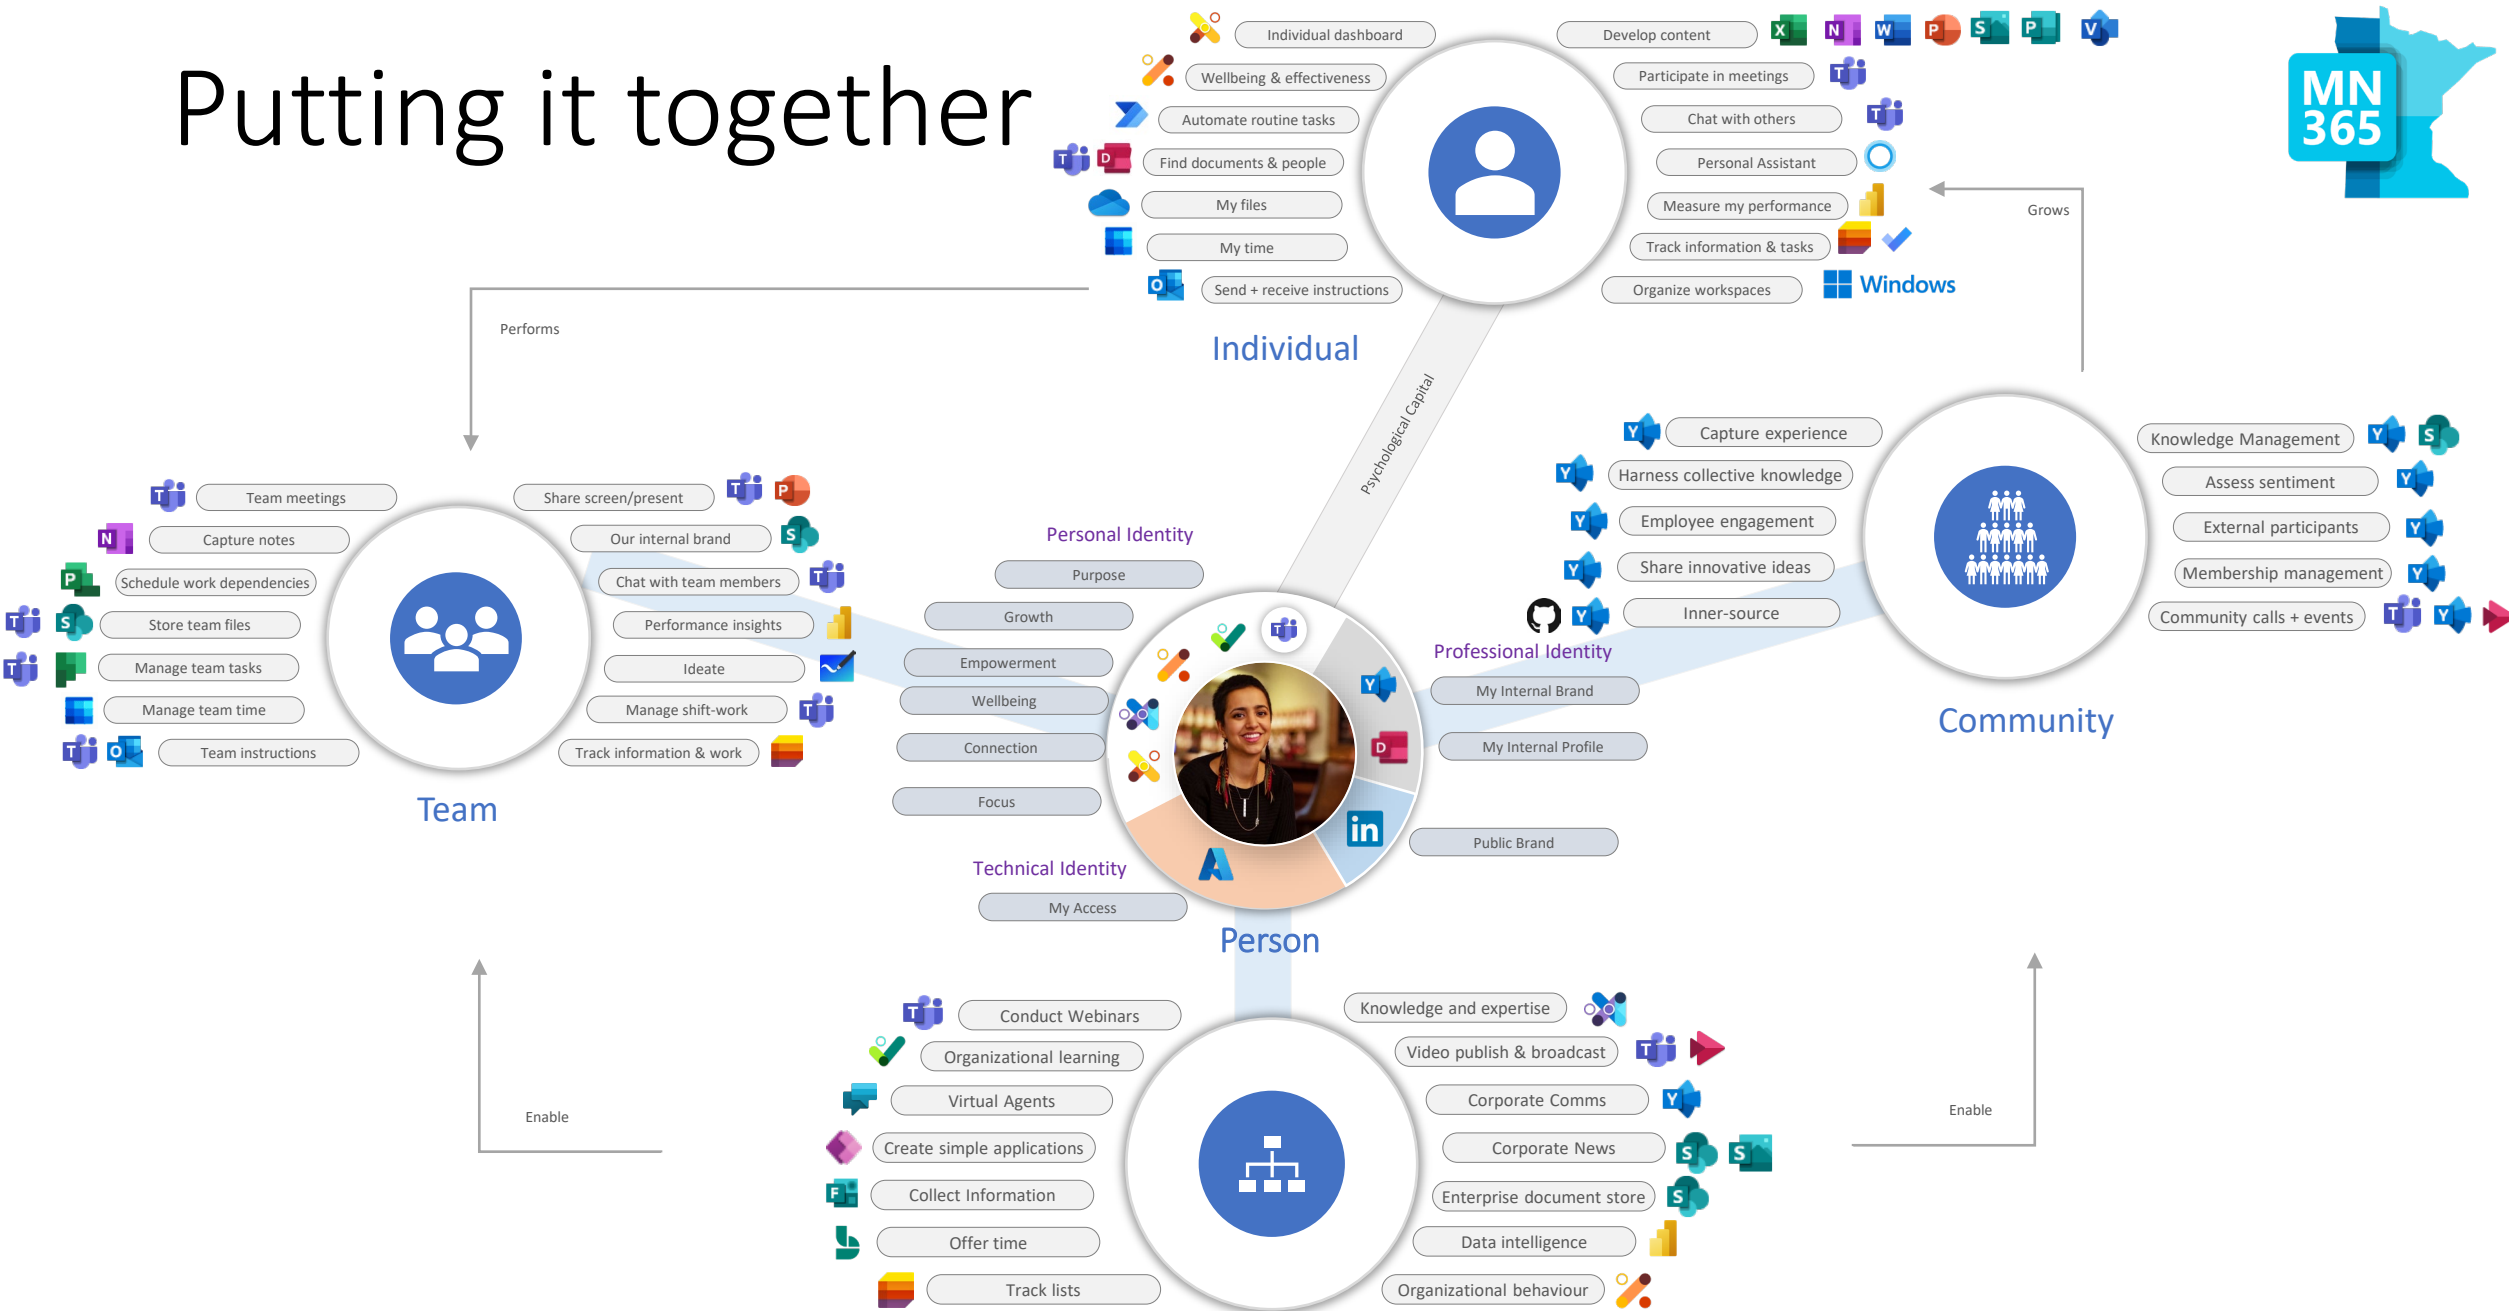 Putting it together
MN
365
Individual dashboard
Wellbeing & effectiveness
Automate routine tasks
Find documents & people
My files
My time
Send + receive instructions
Develop content
Participate in meetings
Chat with others
Personal Assistant
Measure my performance
Track information & tasks
Organize workspaces
Windows
Individual
Grows
Performs
Psychological Capital
Team meetings
Capture notes
Schedule work dependencies
Store team files
Manage team tasks
Manage team time
Team instructions
Share screen/present
Our internal brand
Chat with team members
Performance insights
Ideate
Manage shift-work
Track information & work
Team
Personal Identity
Purpose
Growth
Empowerment
Wellbeing
Connection
Focus
Technical Identity
My Access
Professional Identity
My Internal Brand
My Internal Profile
in
Public Brand
Person
Capture experience
Harness collective knowledge
Employee engagement
Share innovative ideas
Inner-source
Knowledge Management
Assess sentiment
External participants
Membership management
Community calls + events
Community
Enable
Enable
Conduct Webinars
Organizational learning
Virtual Agents
Create simple applications
Collect Information
Offer time
Track lists
Knowledge and expertise
Video publish & broadcast
Corporate Comms
Corporate News
Enterprise document store
Data intelligence
Organizational behaviour